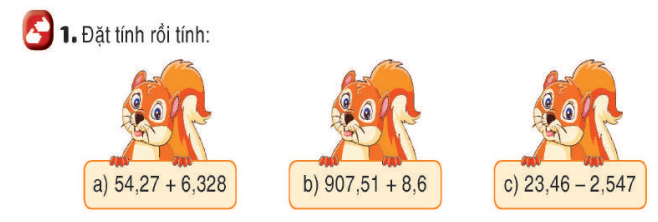 1. Đặt tính rồi tính:
a) 54,27 + 6,328
b) 907,51 + 8,6
c) 23,46 – 2,547